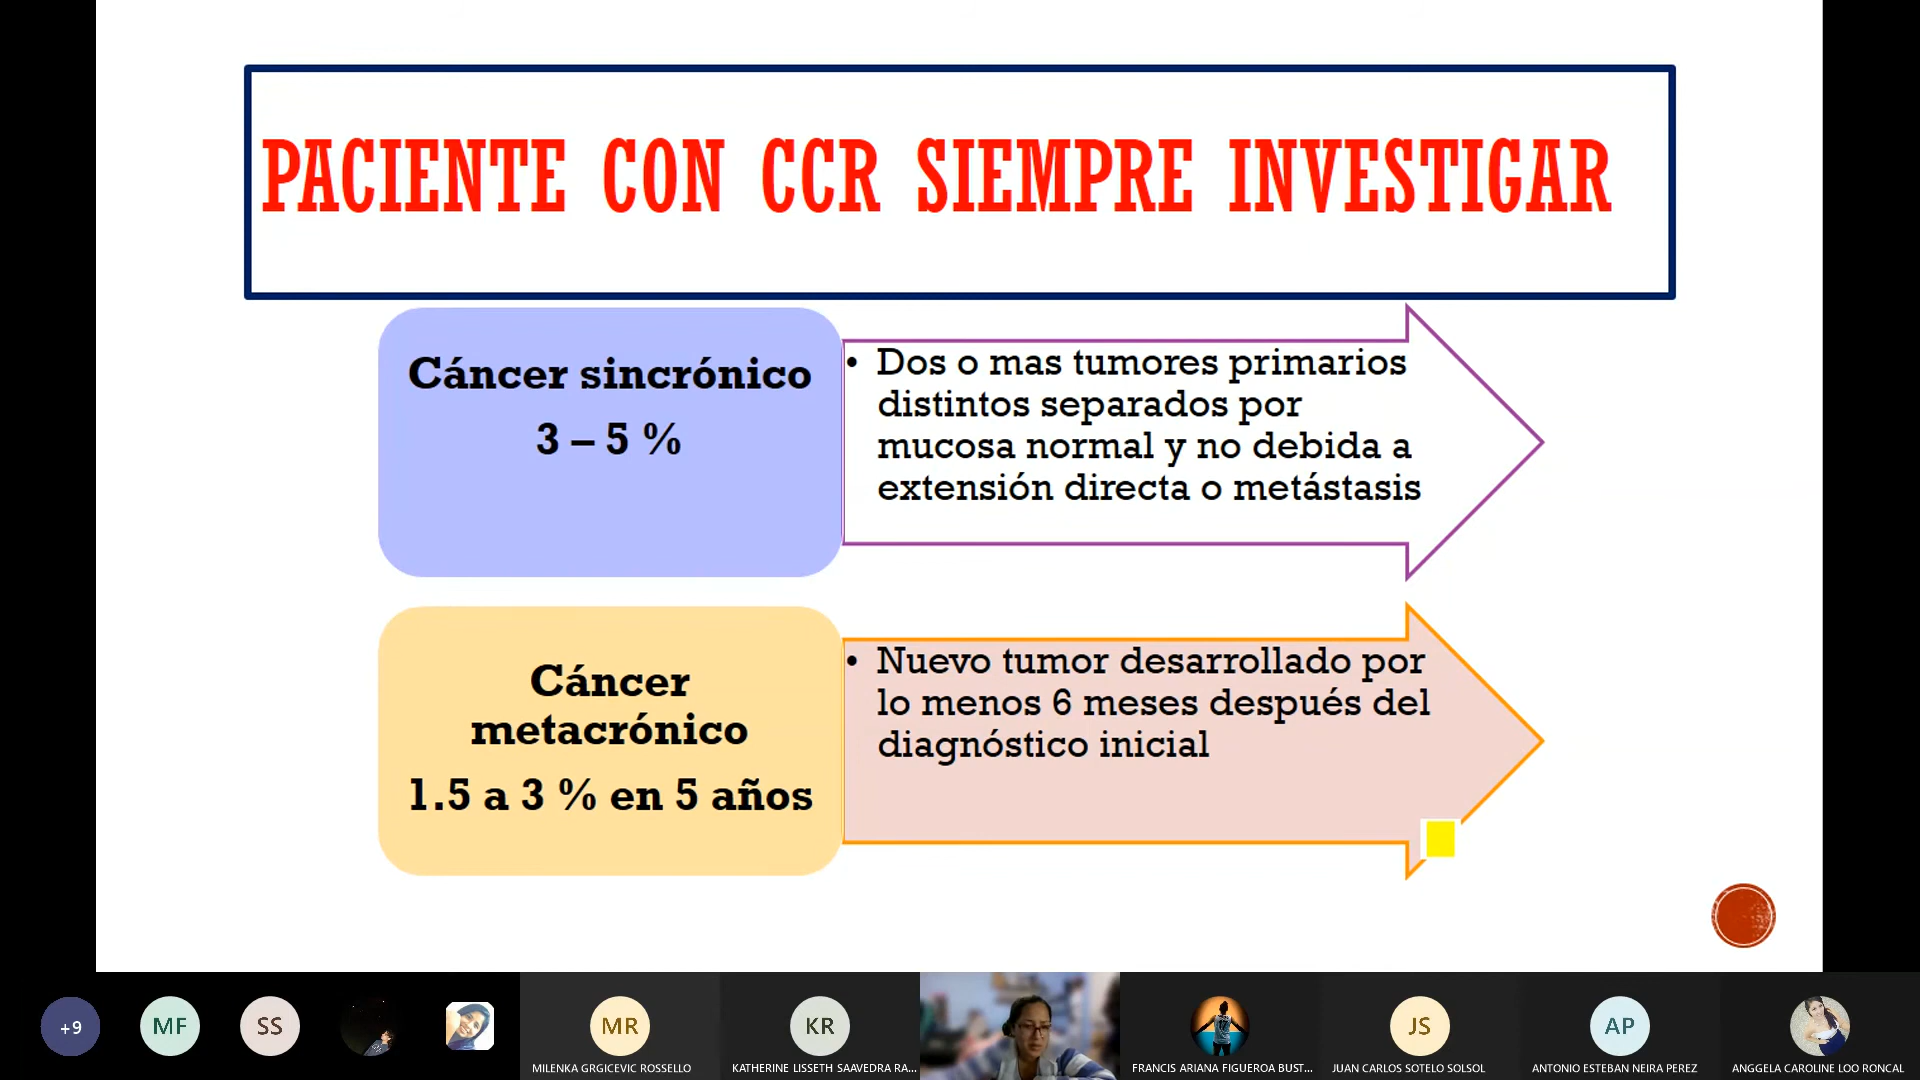 PACIENTE CON CCR SIEMPRE INVESTIGAR
Cáncer sincrónico
3 – 5 %
• Dos o mas tumores primarios
distintos separados por
mucosa normal y no debida a
extensión directa o metástasis
Cáncer
metacrónico
1.5 a 3 % en 5 años
• Nuevo tumor desarrollado por
lo menos 6 meses después del
diagnóstico inicial
+9
MF
SS
MR
KR
JS
AP
MILENKA GRGICEVIC ROSSELLO
KATHERINE LISSETH SAAVEDRA RA...
FRANCIS ARIANA FIGUEROA BUST...
JUAN CARLOS SOTELO SOLSOL
ANTONIO ESTEBAN NEIRA PEREZ
ANGGELA CAROLINE LOO RONCAL